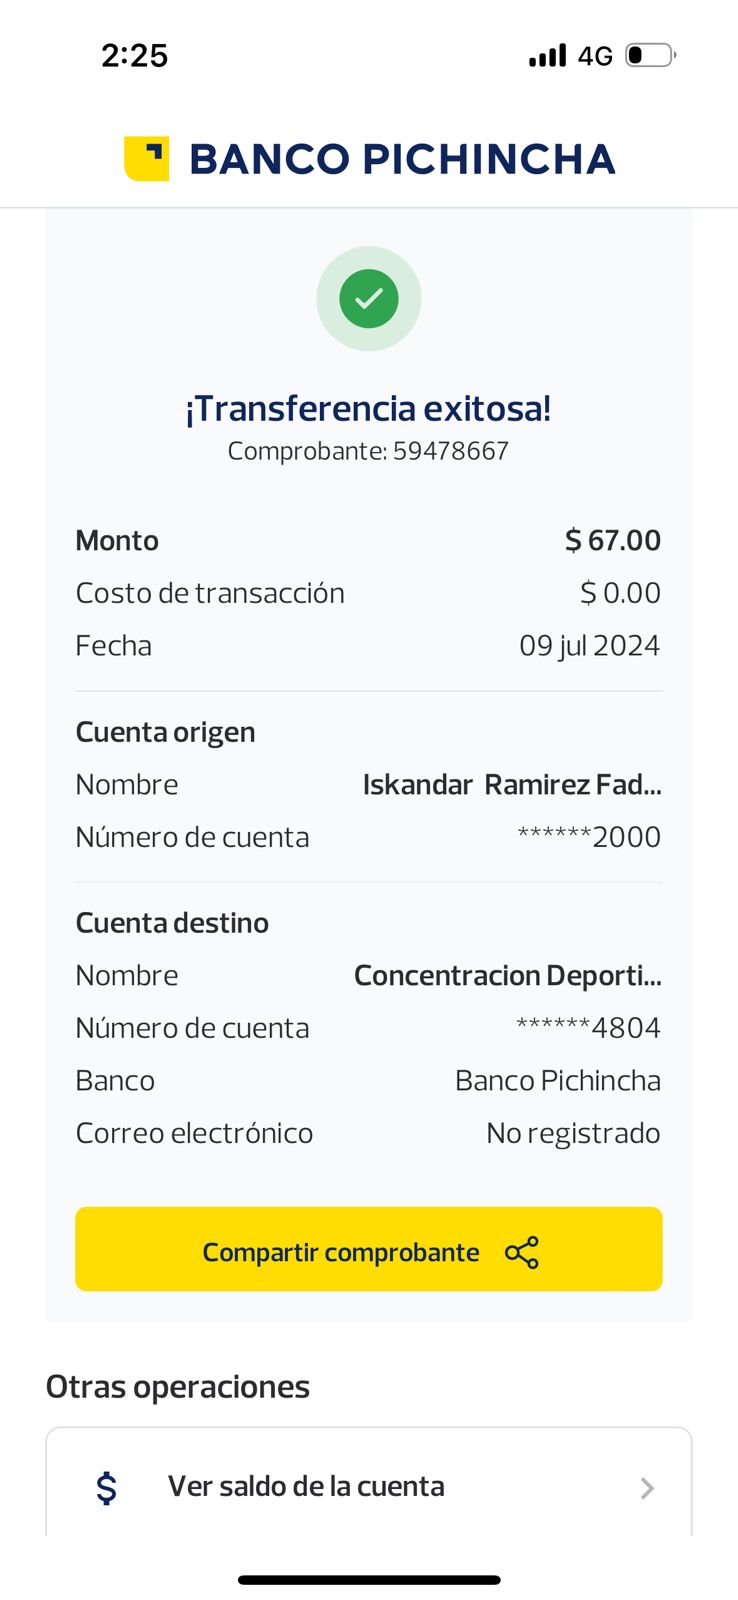 2:25 4G
BANCO PICHINCHA
¡Transferencia exitosa!
Comprobante: 59478667
Monto $ 67.00
Costo de transacción $ 0.00
Fecha 09 jul 2024
Cuenta origen
Nombre Iskandar Ramirez Fad...
Número de cuenta ******2000
Cuenta destino
Nombre Concentracion Deporti...
Número de cuenta ******4804
Banco Banco Pichincha
Correo electrónico No registrado
Compartir comprobante
Otras operaciones
$ Ver saldo de la cuenta